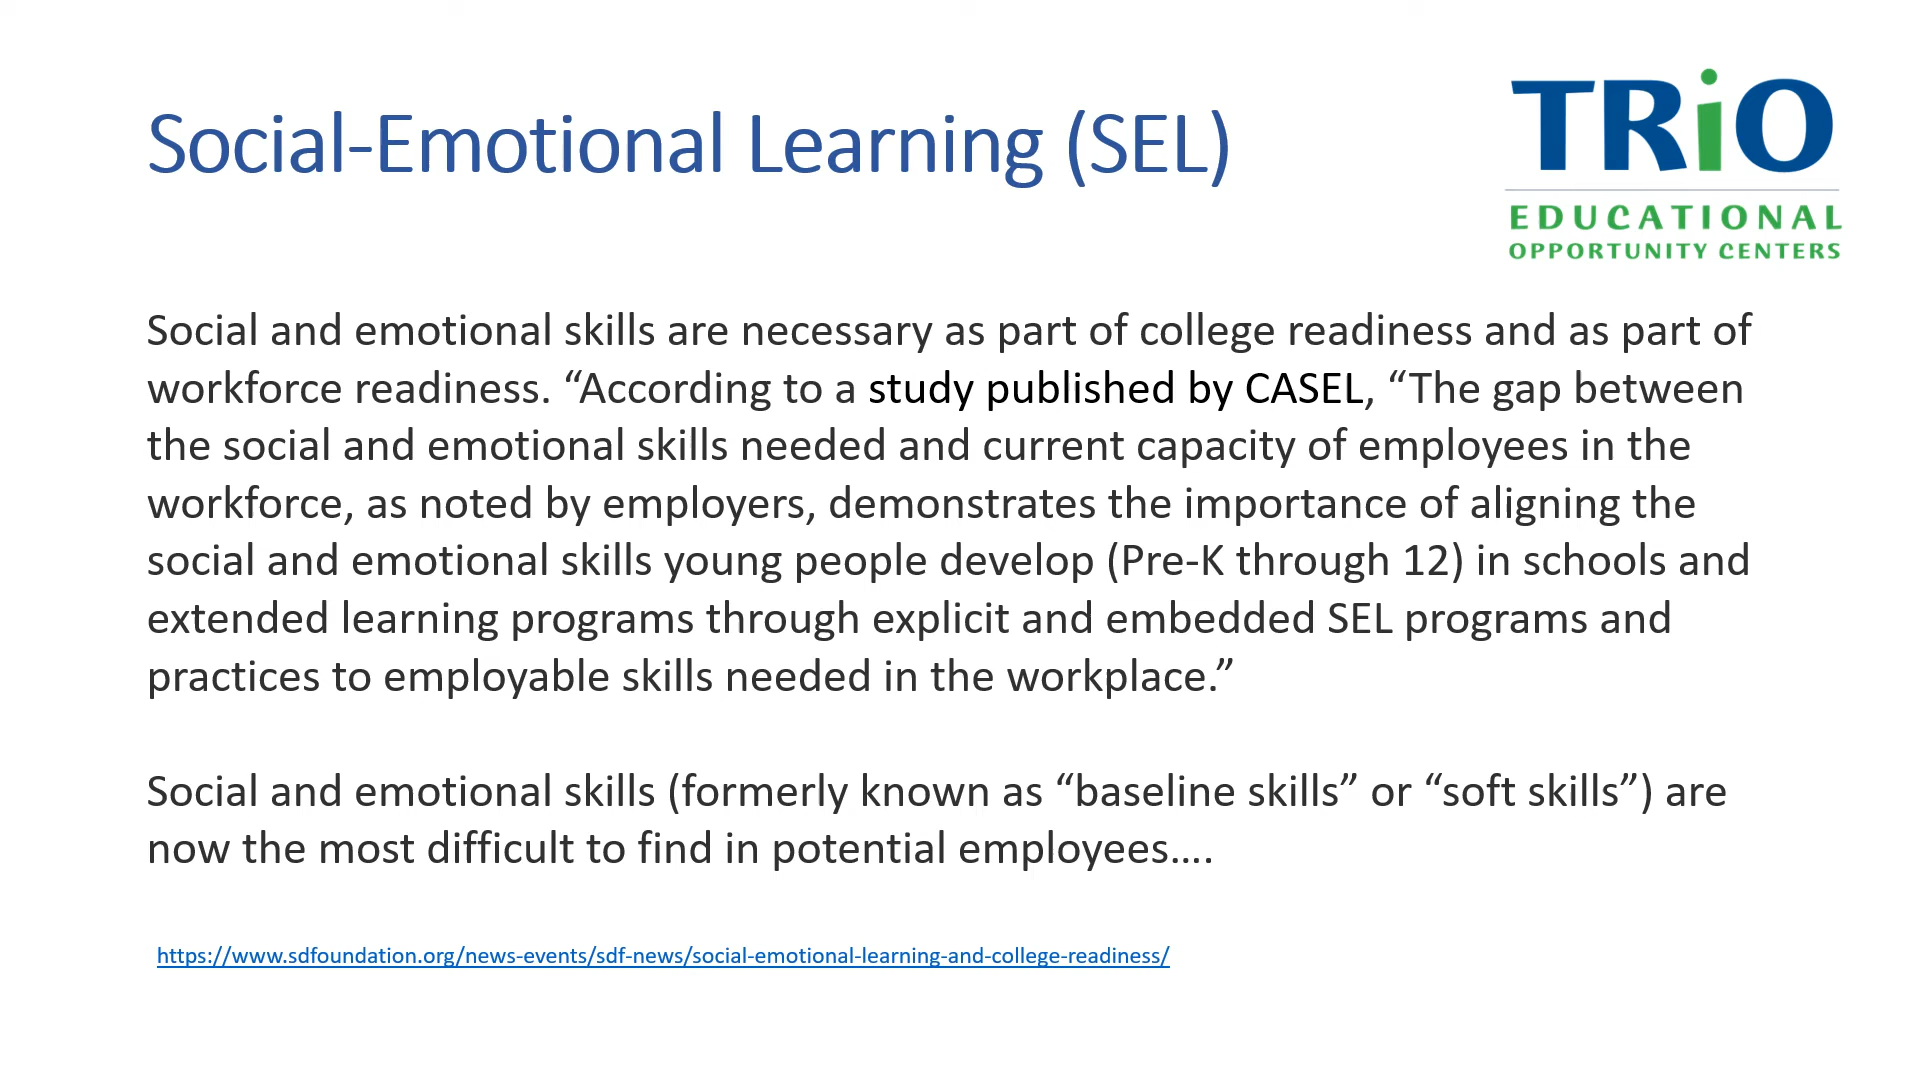 Social-Emotional Learning (SEL)
TRiO
EDUCATIONAL
OPPORTUNITY CENTERS
Social and emotional skills are necessary as part of college readiness and as part of
workforce readiness. “According to a study published by CASEL, “The gap between
the social and emotional skills needed and current capacity of employees in the
workforce, as noted by employers, demonstrates the importance of aligning the
social and emotional skills young people develop (Pre-K through 12) in schools and
extended learning programs through explicit and embedded SEL programs and
practices to employable skills needed in the workplace.”
Social and emotional skills (formerly known as “baseline skills” or “soft skills”) are
now the most difficult to find in potential employees….
https://www.sdfoundation.org/news-events/sdf-news/social-emotional-learning-and-college-readiness/